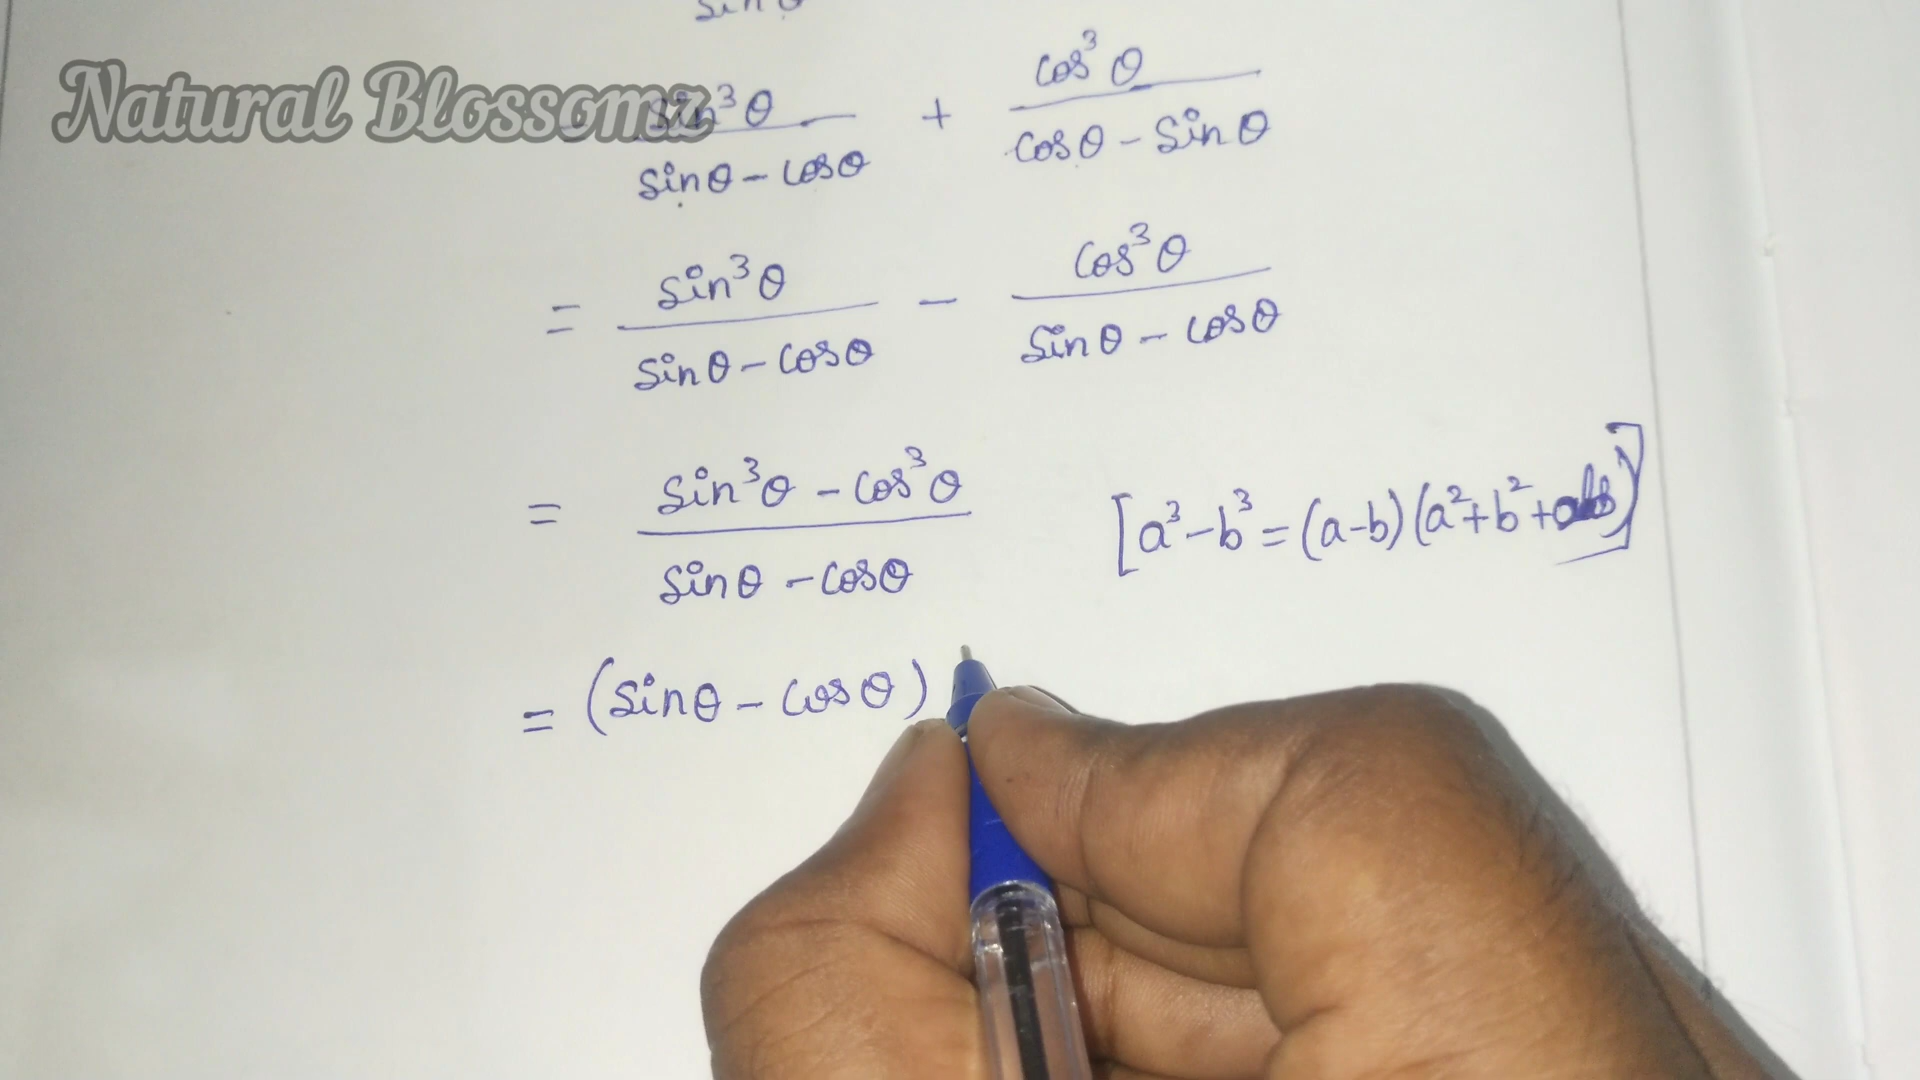 sin θ
Natural Blossomz
= sin³θ / sinθ - cosθ + cos³θ / cosθ - sinθ
= sin³θ / sinθ - cosθ - cos³θ / sinθ - cosθ
= sin³θ - cos³θ / sinθ - cosθ [a³-b³=(a-b)(a²+b²+ab)]
= (sinθ - cosθ)